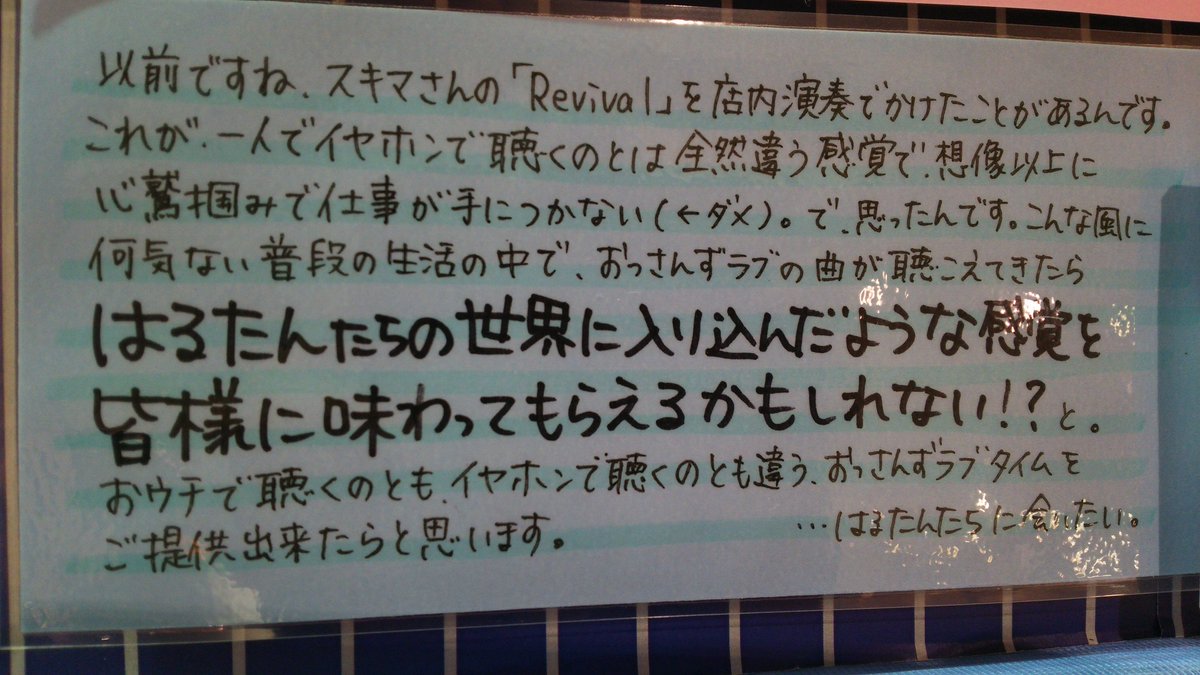 以前ですね、スキマさんの「Revival」を店内演奏でかけたことがあるんです。
これが、一人でイヤホンで聴くのとは全然違う感覚で、想像以上に
心鷲掴みで仕事が手につかない(←ダメ)。で、思ったんです。こんな風に
何気ない普段の生活の中で、おっさんずラブの曲が聴こえてきたら
はるたんたちの世界に入り込んだような感覚を
皆様に味わってもらえるかもしれない!?と。
おウチで聴くのとも、イヤホンで聴くのとも違う、おっさんずラブタイムを
ご提供出来たらと思います。
…はるたんたちに会いたい。